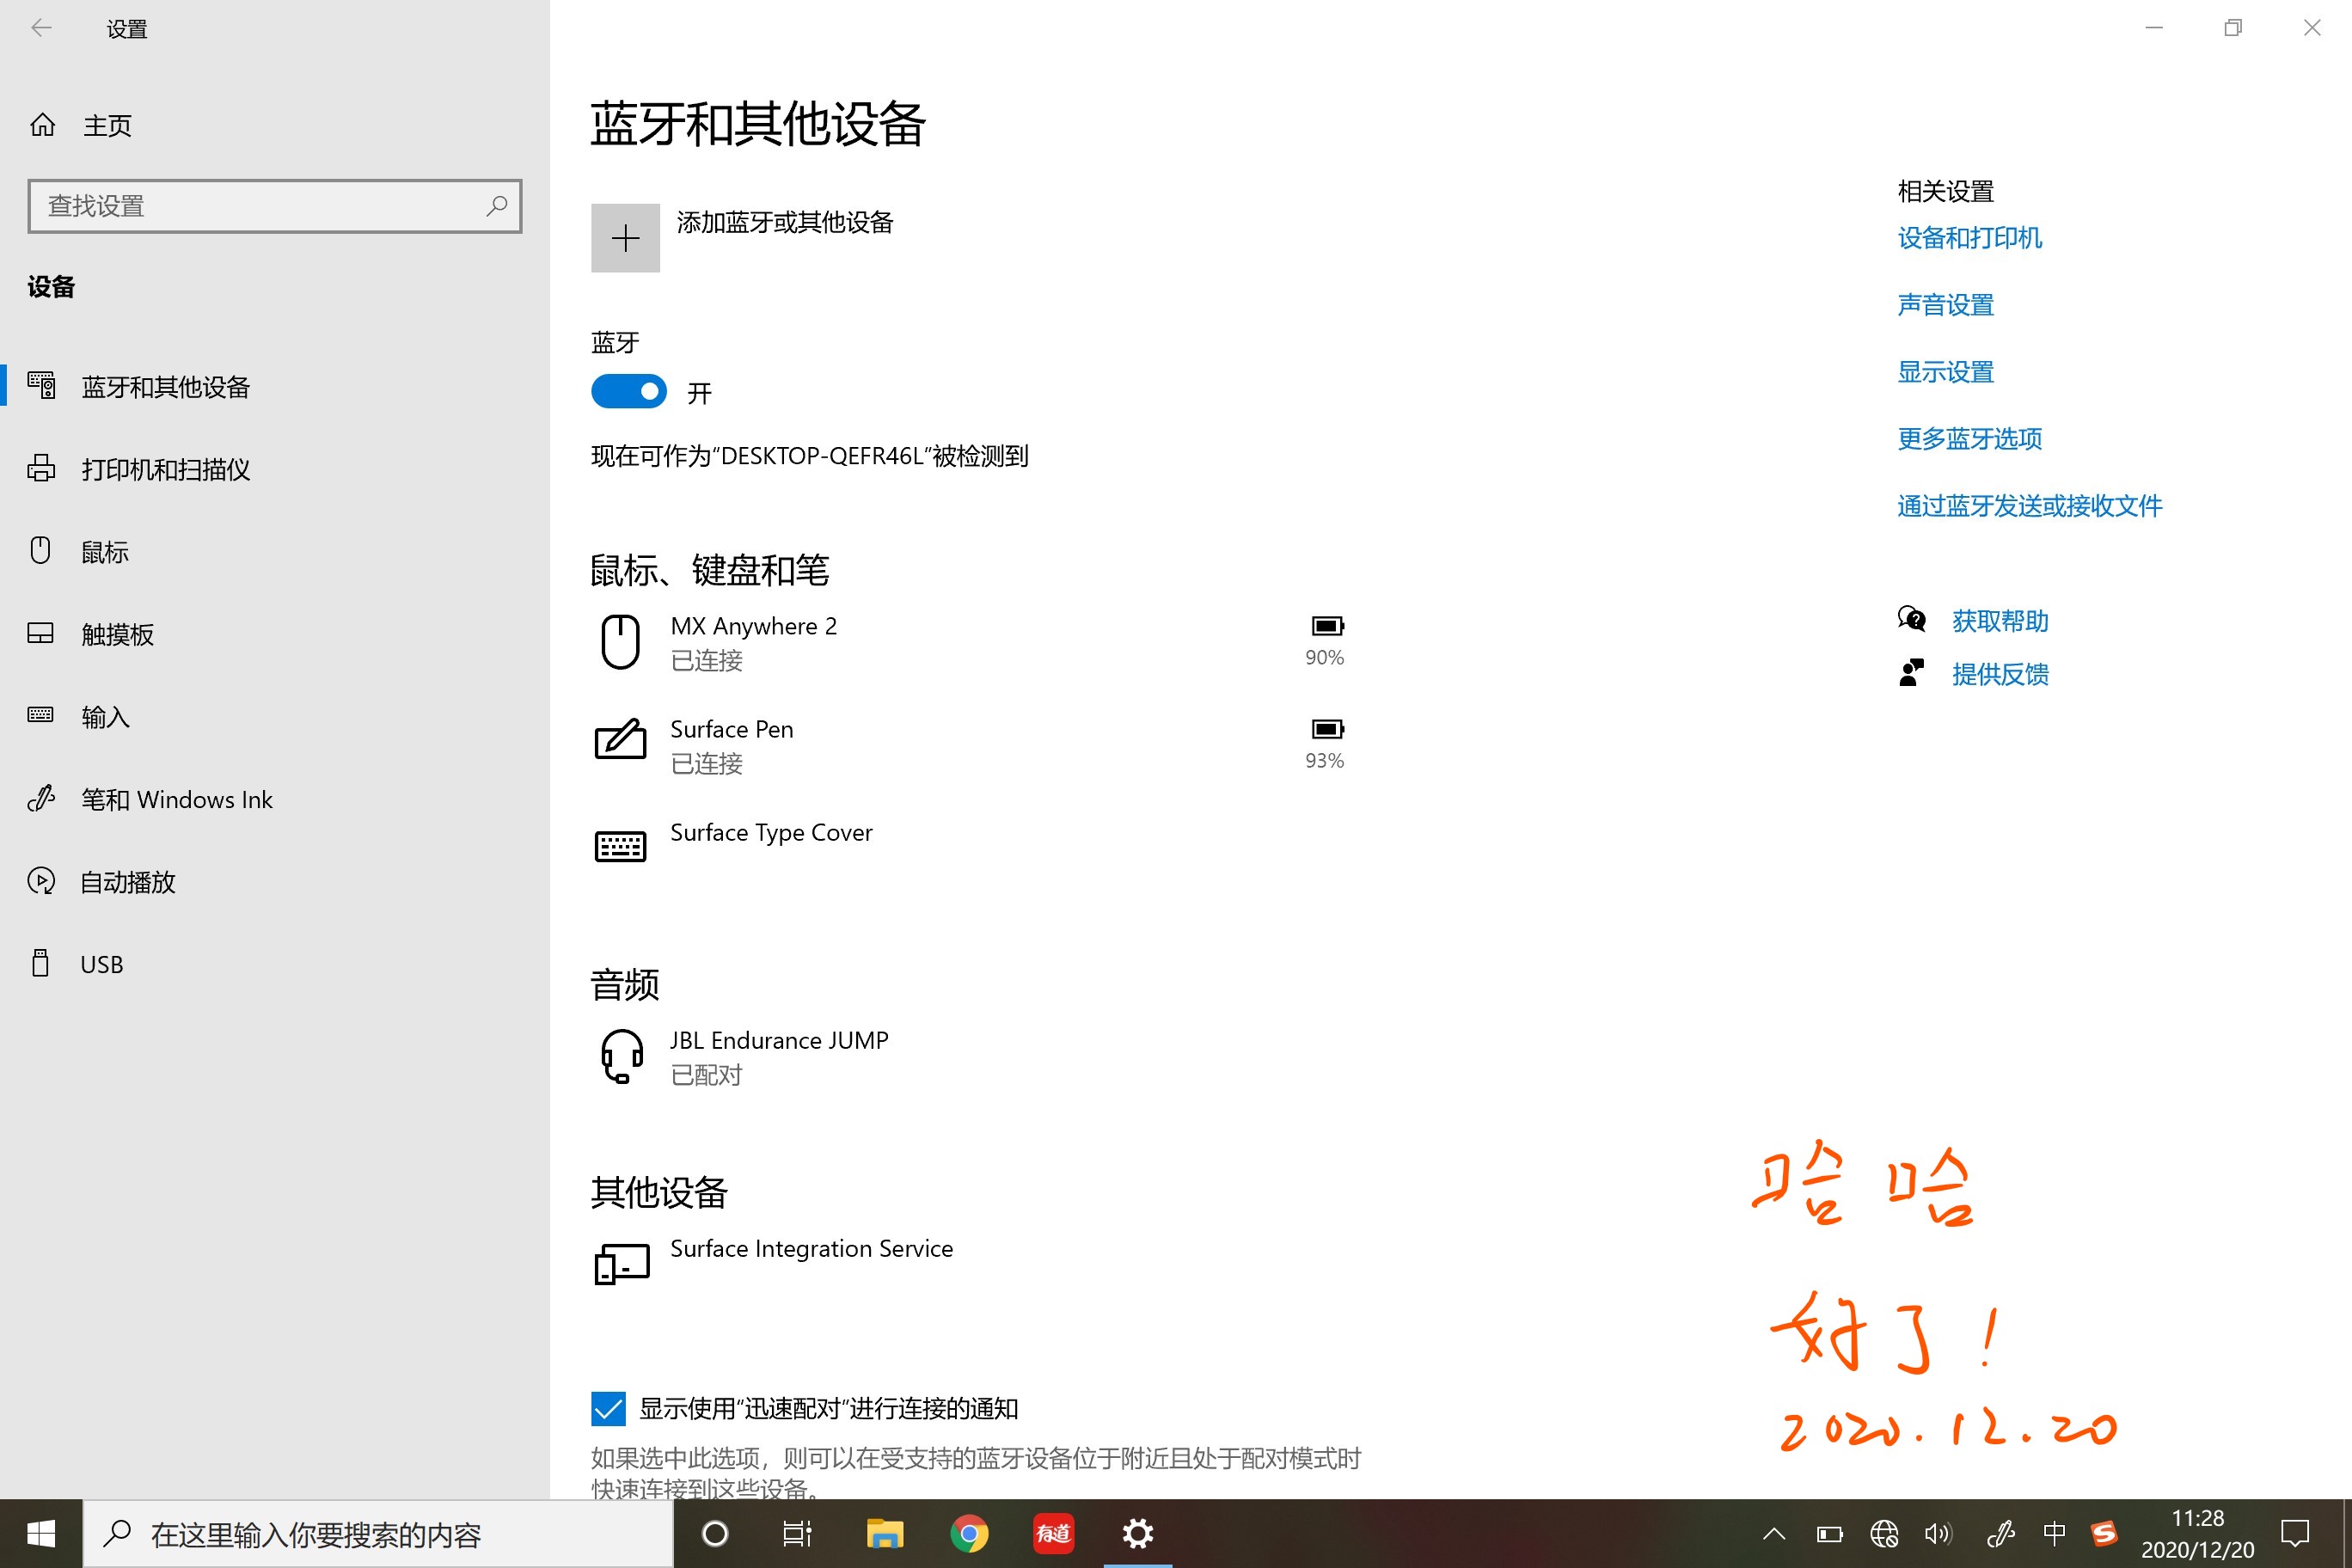 设置
主页
查找设置
设备
蓝牙和其他设备
打印机和扫描仪
鼠标
触摸板
输入
笔和 Windows Ink
自动播放
USB
蓝牙和其他设备
添加蓝牙或其他设备
蓝牙
开
现在可作为“DESKTOP-QEFR46L”被检测到
鼠标、键盘和笔
MX Anywhere 2
已连接
90%
Surface Pen
已连接
93%
Surface Type Cover
音频
JBL Endurance JUMP
已配对
其他设备
Surface Integration Service
显示使用“迅速配对”进行连接的通知
如果选中此选项，则可以在受支持的蓝牙设备位于附近且处于配对模式时
快速连接到这些设备。
相关设置
设备和打印机
声音设置
显示设置
更多蓝牙选项
通过蓝牙发送或接收文件
获取帮助
提供反馈
哈哈
好了！
2020.12.20
在这里输入你要搜索的内容
有道
中
S
11:28
2020/12/20